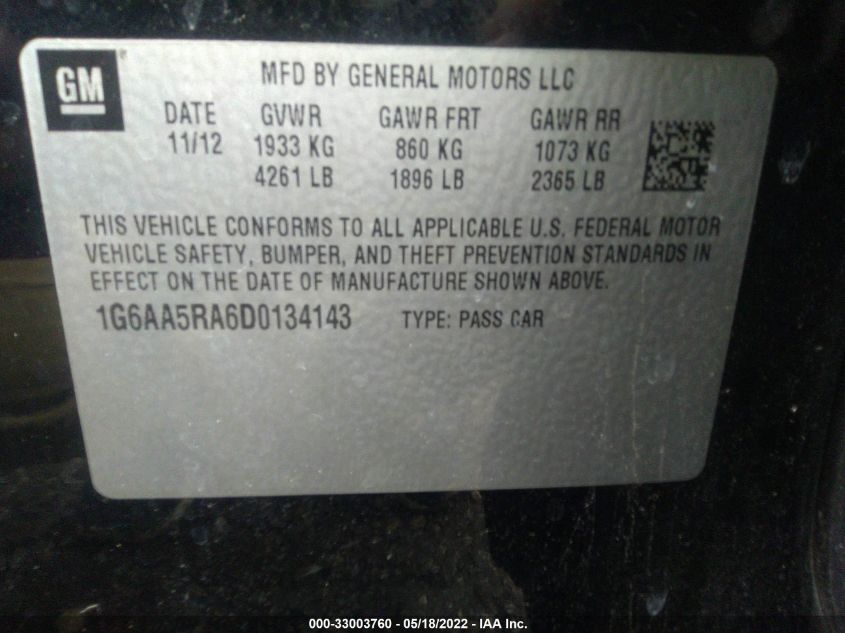 GM
MFD BY GENERAL MOTORS LLC
DATE GVWR GAWR FRT GAWR RR
11/12 1933 KG 860 KG 1073 KG
4261 LB 1896 LB 2365 LB
THIS VEHICLE CONFORMS TO ALL APPLICABLE U.S. FEDERAL MOTOR
VEHICLE SAFETY, BUMPER, AND THEFT PREVENTION STANDARDS IN
EFFECT ON THE DATE OF MANUFACTURE SHOWN ABOVE.
1G6AA5RA6D0134143 TYPE: PASS CAR
000-33003760 - 05/18/2022 - IAA Inc.